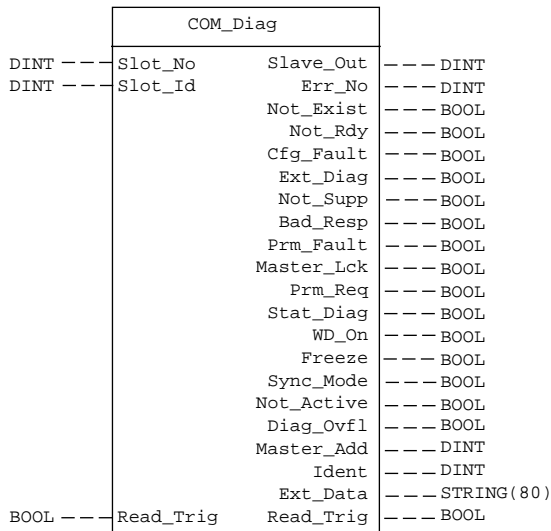 COM_Diag
DINT Slot_No Slave_Out DINT
DINT Slot_Id Err_No DINT
Not_Exist BOOL
Not_Rdy BOOL
Cfg_Fault BOOL
Ext_Diag BOOL
Not_Supp BOOL
Bad_Resp BOOL
Prm_Fault BOOL
Master_Lck BOOL
Prm_Req BOOL
Stat_Diag BOOL
WD_On BOOL
Freeze BOOL
Sync_Mode BOOL
Not_Active BOOL
Diag_Ovfl BOOL
Master_Add DINT
Ident DINT
Ext_Data STRING(80)
BOOL Read_Trig Read_Trig BOOL